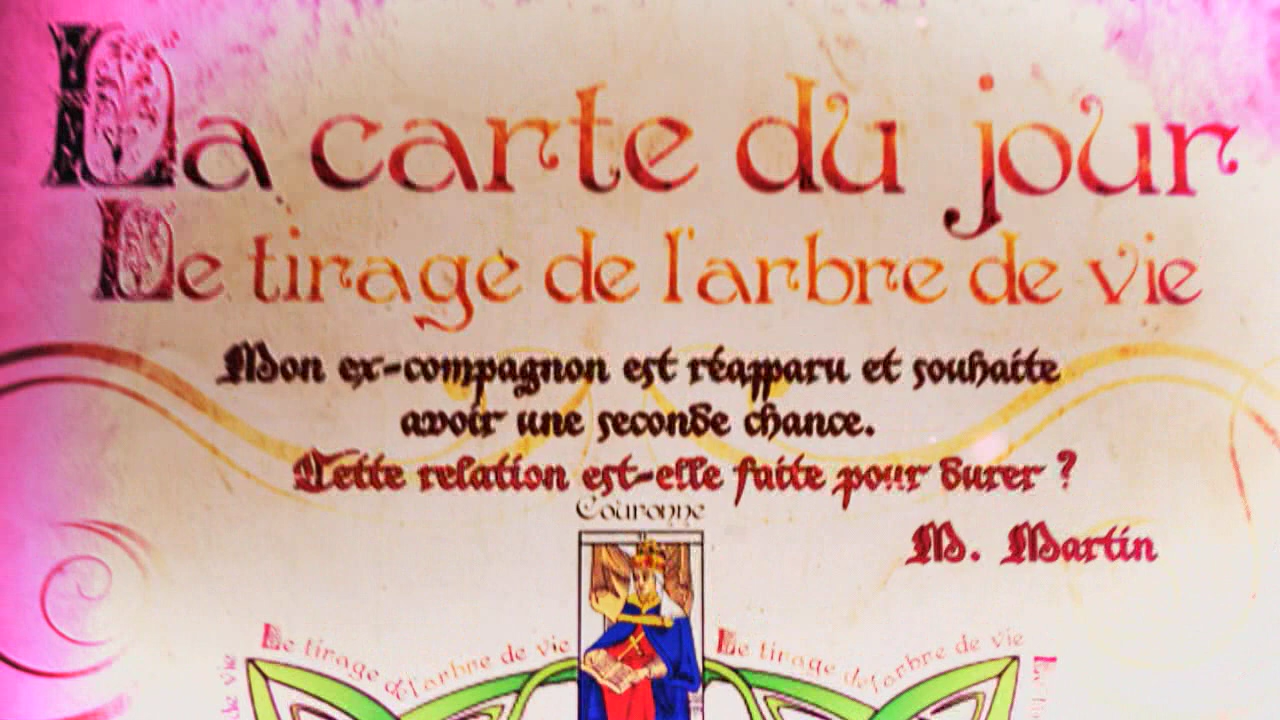 La carte du jour
Le tirage de l'arbre de vie
Mon ex-compagnon est réapparu et souhaite
avoir une seconde chance.
Cette relation est-elle faite pour durer ?
Couronne
M. Martin
Le tirage de l'arbre de vie
Le tirage de l'arbre de vie
de vie